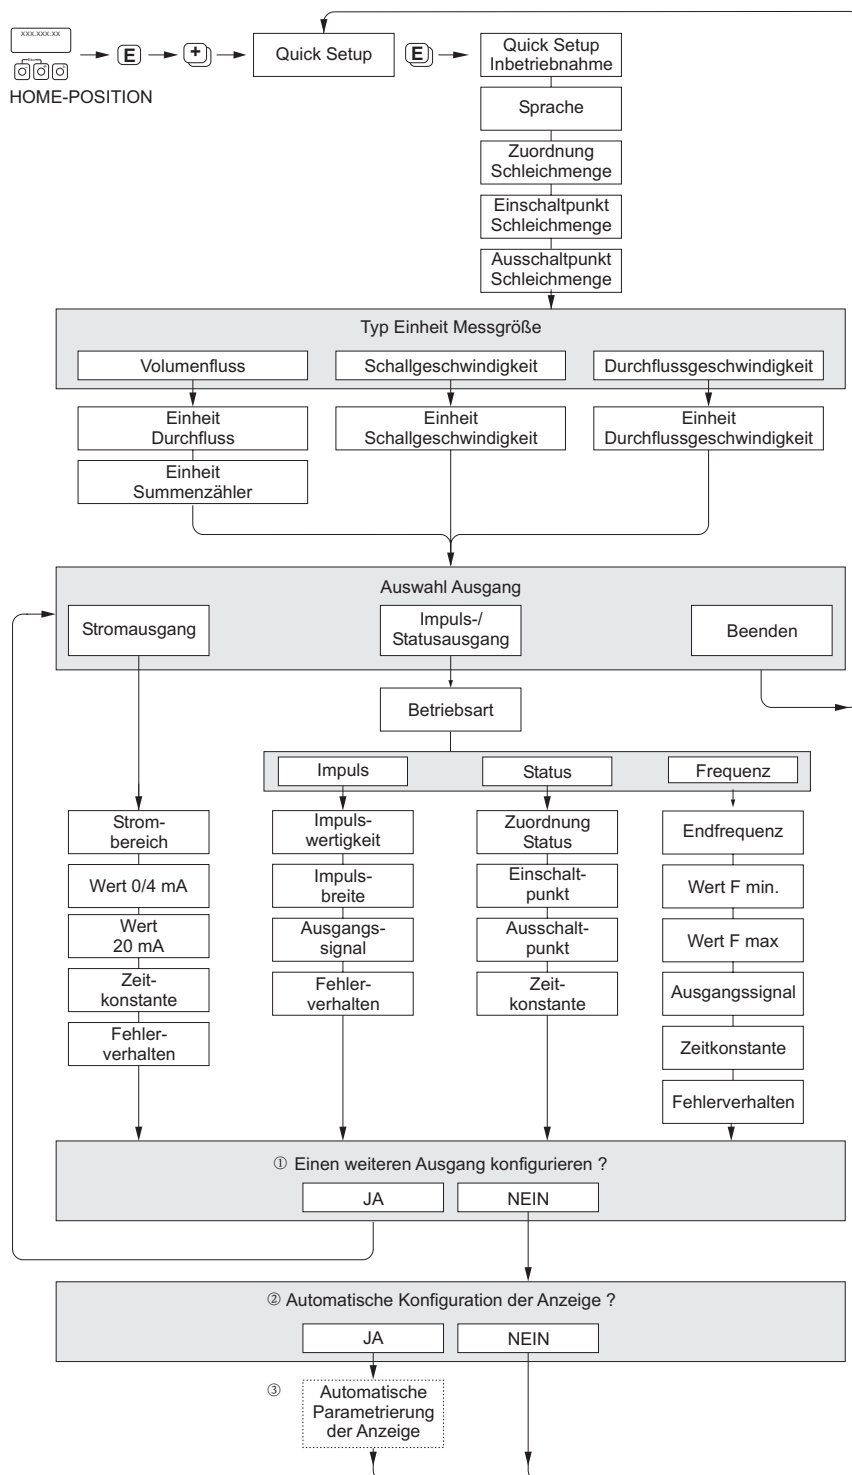 xxx.xxx.xx
HOME-POSITION
E
+
Quick Setup
E
Quick Setup
Inbetriebnahme
Sprache
Zuordnung
Schleichmenge
Einschaltpunkt
Schleichmenge
Ausschaltpunkt
Schleichmenge
Typ Einheit Messgröße
Volumenfluss
Schallgeschwindigkeit
Durchflussgeschwindigkeit
Einheit
Durchfluss
Einheit
Schallgeschwindigkeit
Einheit
Durchflussgeschwindigkeit
Einheit
Summenzähler
Auswahl Ausgang
Stromausgang
Impuls-/
Statusausgang
Beenden
Betriebsart
Impuls
Status
Frequenz
Strom-
bereich
Wert 0/4 mA
Wert
20 mA
Zeit-
konstante
Fehler-
verhalten
Impuls-
wertigkeit
Impuls-
breite
Ausgangs-
signal
Fehler-
verhalten
Zuordnung
Status
Einschalt-
punkt
Ausschalt-
punkt
Zeit-
konstante
Endfrequenz
Wert F min.
Wert F max
Ausgangssignal
Zeitkonstante
Fehlerverhalten
① Einen weiteren Ausgang konfigurieren ?
JA
NEIN
② Automatische Konfiguration der Anzeige ?
JA
NEIN
③
Automatische
Parametrierung
der Anzeige